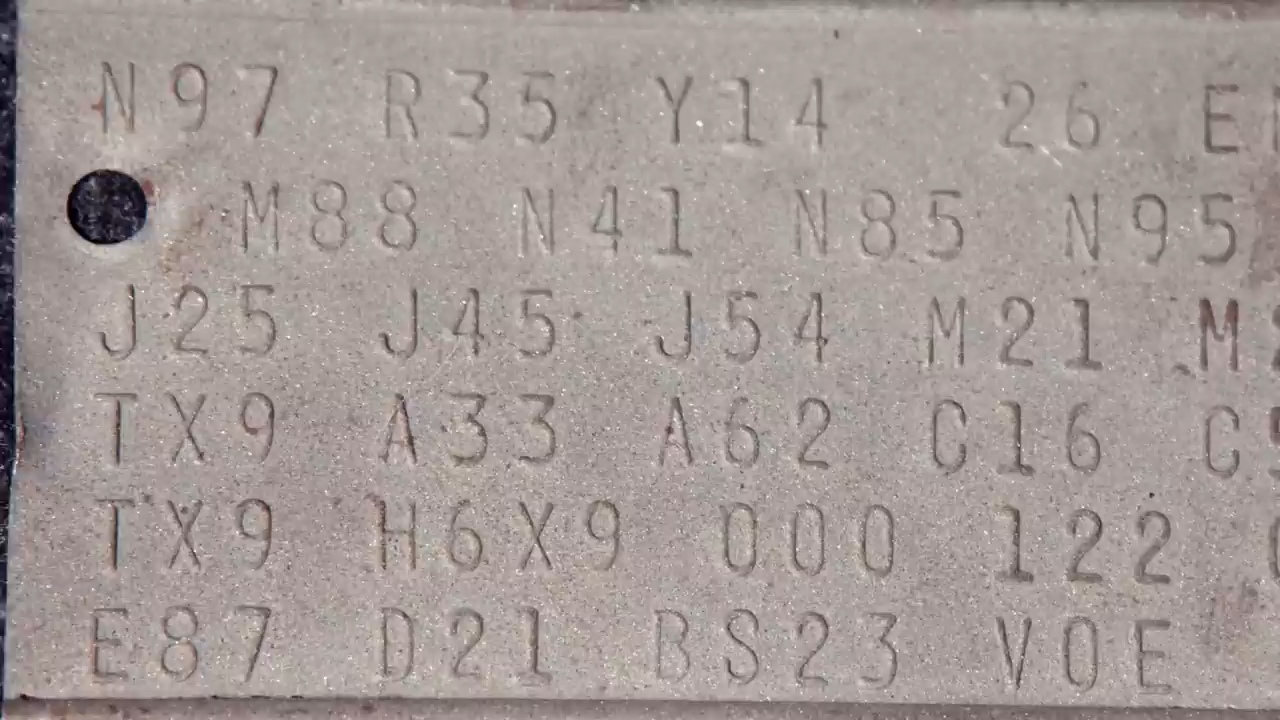 N97 R35 Y14 26
M88 N41 N85 N95
J25 J45 J54 M21
TX9 A33 A62 C16
TX9 H6X9 000 122
E87 D21 BS23 V0E